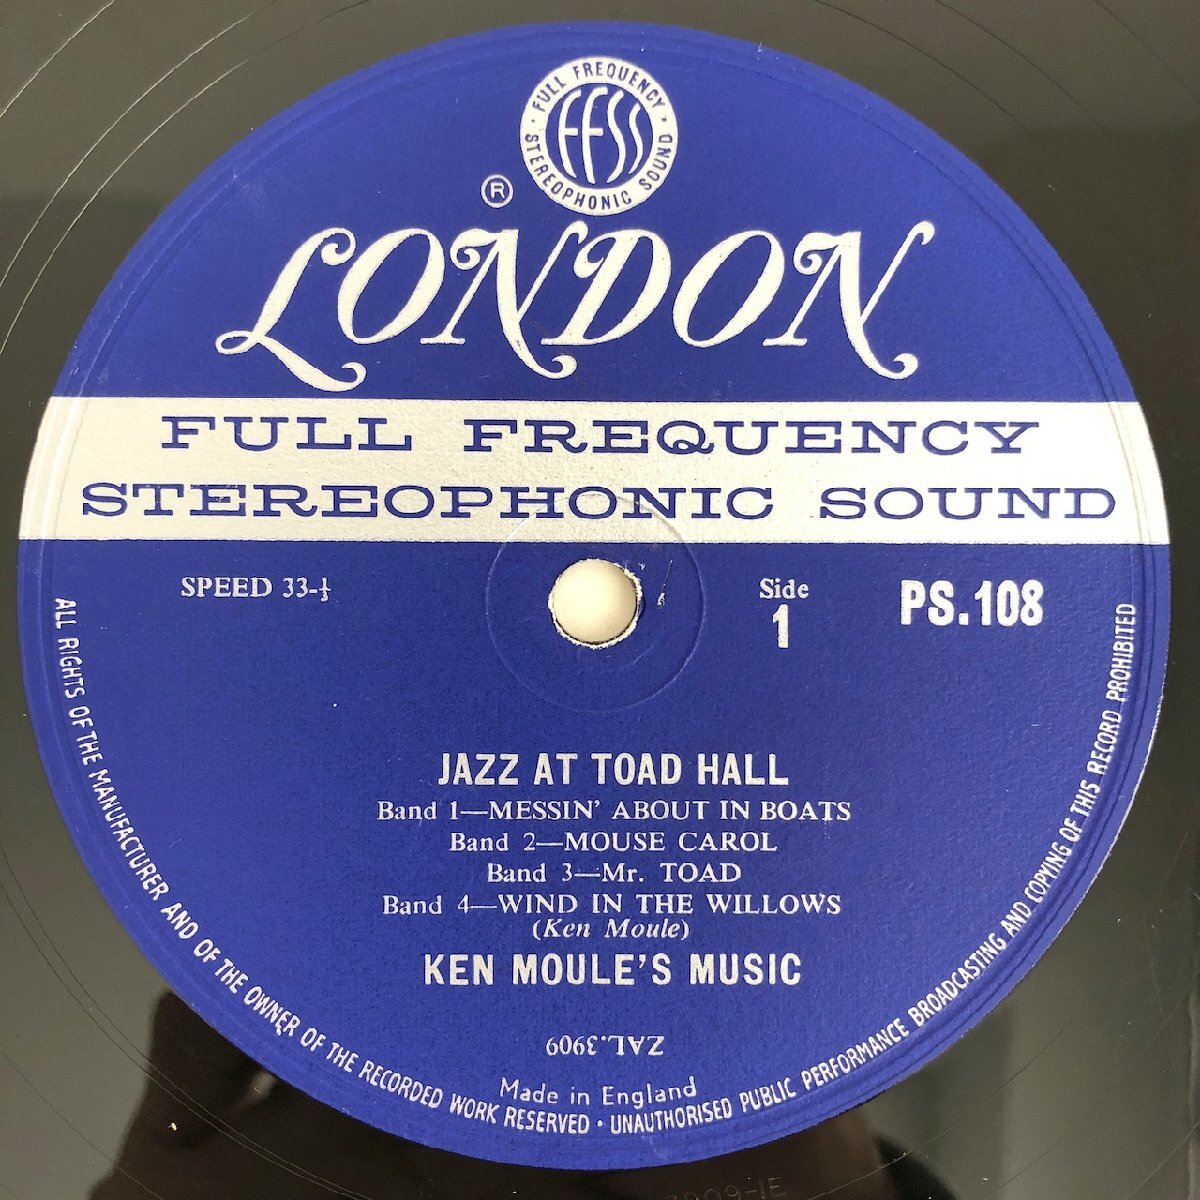 FULL FREQUENCY
STEREOPHONIC SOUND
FFSS
®
LONDON
FULL FREQUENCY
STEREOPHONIC SOUND
SPEED 33-⅓
Side
1
PS.108
JAZZ AT TOAD HALL
Band 1—MESSIN' ABOUT IN BOATS
Band 2—MOUSE CAROL
Band 3—Mr. TOAD
Band 4—WIND IN THE WILLOWS
(Ken Moule)
KEN MOULE'S MUSIC
ZAL.3909
Made in England
ALL RIGHTS OF THE MANUFACTURER AND OF THE OWNER OF THE RECORDED WORK RESERVED · UNAUTHORISED PUBLIC PERFORMANCE BROADCASTING AND COPYING OF THIS RECORD PROHIBITED